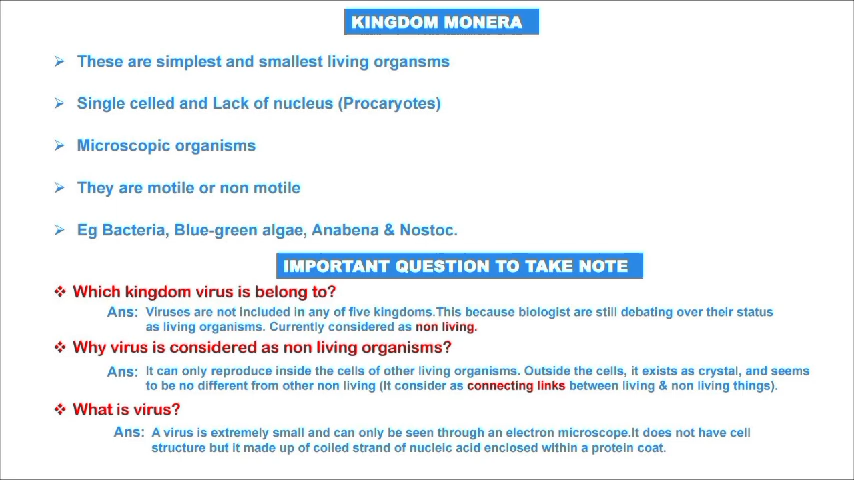 KINGDOM MONERA
➢ These are simplest and smallest living organsms
➢ Single celled and Lack of nucleus (Procaryotes)
➢ Microscopic organisms
➢ They are motile or non motile
➢ Eg Bacteria, Blue-green algae, Anabena & Nostoc.
IMPORTANT QUESTION TO TAKE NOTE
❖ Which kingdom virus is belong to?
Ans: Viruses are not included in any of five kingdoms.This because biologist are still debating over their status
as living organisms. Currently considered as non living.
❖ Why virus is considered as non living organisms?
Ans: It can only reproduce inside the cells of other living organisms. Outside the cells, it exists as crystal, and seems
to be no different from other non living (It consider as connecting links between living & non living things).
❖ What is virus?
Ans: A virus is extremely small and can only be seen through an electron microscope.It does not have cell
structure but it made up of coiled strand of nucleic acid enclosed within a protein coat.